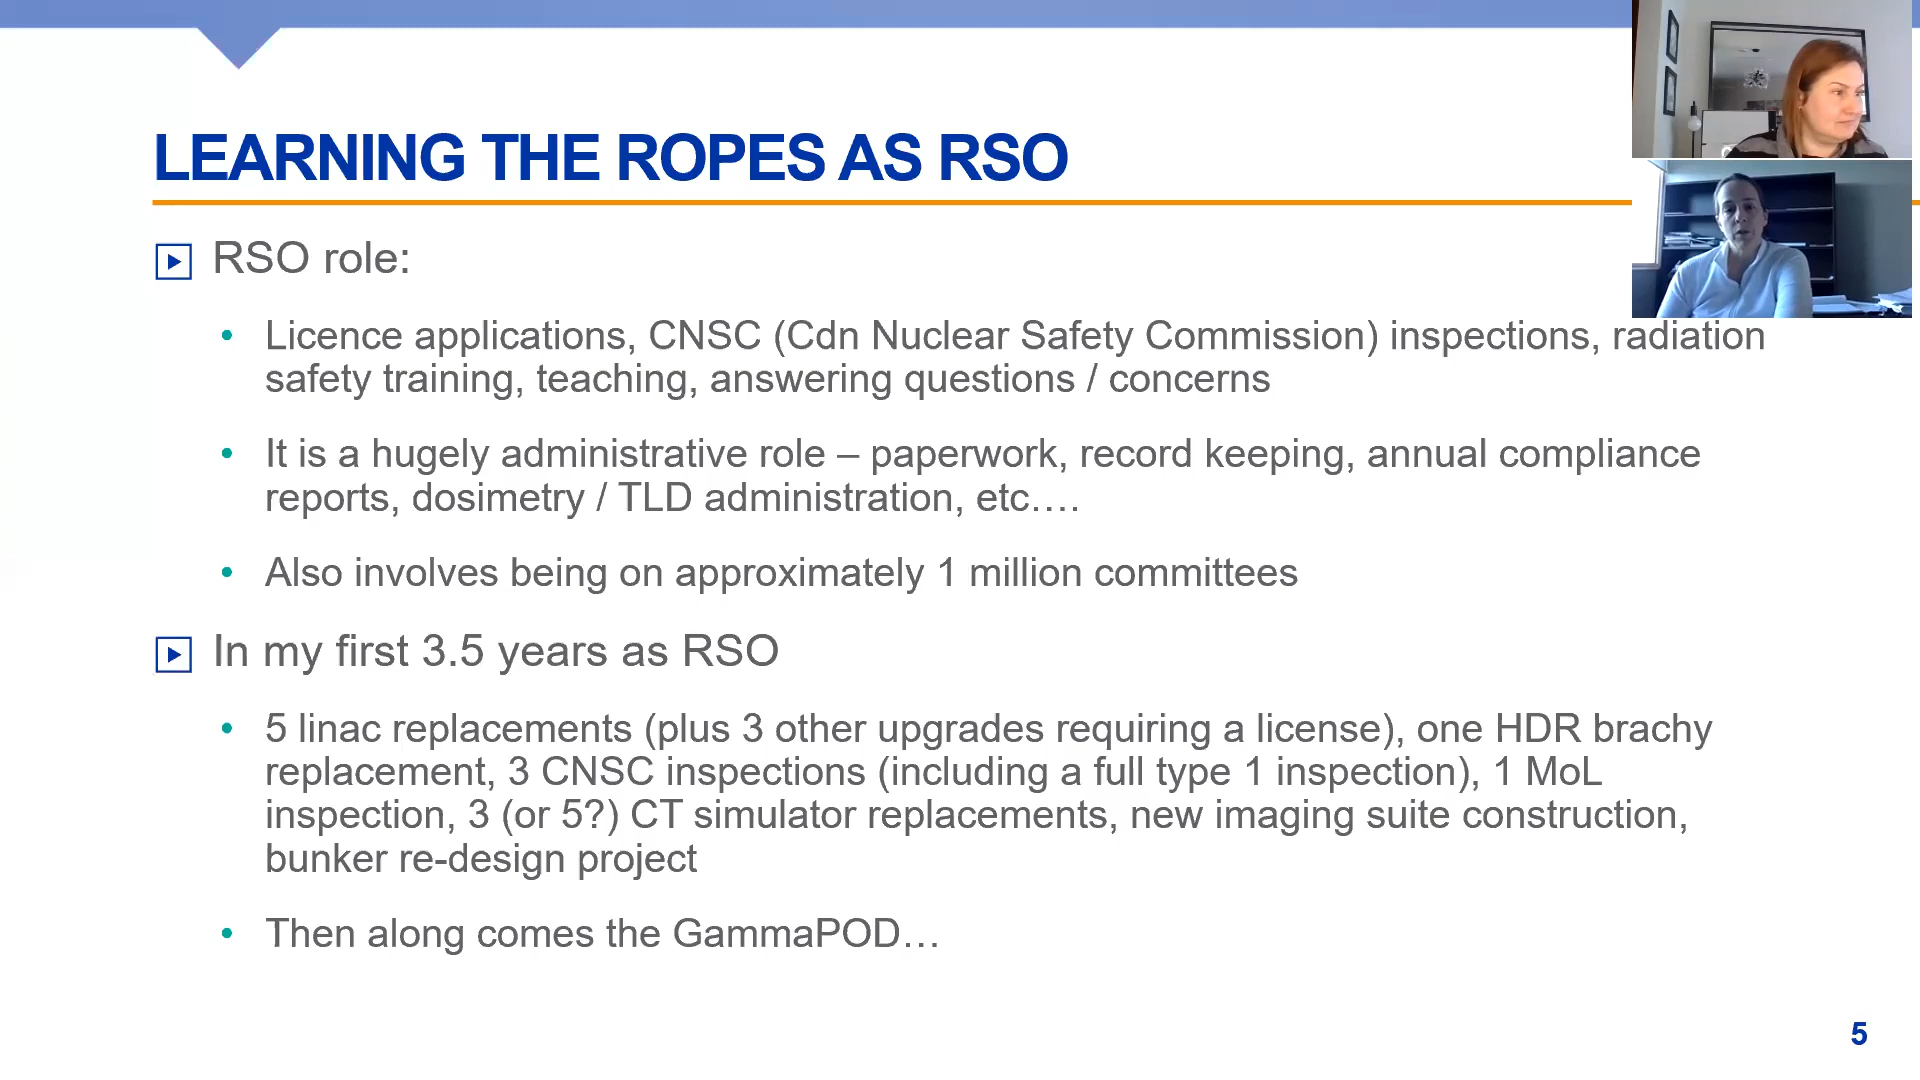 LEARNING THE ROPES AS RSO
RSO role:
• Licence applications, CNSC (Cdn Nuclear Safety Commission) inspections, radiation
safety training, teaching, answering questions / concerns
• It is a hugely administrative role – paperwork, record keeping, annual compliance
reports, dosimetry / TLD administration, etc….
• Also involves being on approximately 1 million committees
In my first 3.5 years as RSO
• 5 linac replacements (plus 3 other upgrades requiring a license), one HDR brachy
replacement, 3 CNSC inspections (including a full type 1 inspection), 1 MoL
inspection, 3 (or 5?) CT simulator replacements, new imaging suite construction,
bunker re-design project
• Then along comes the GammaPOD…
5